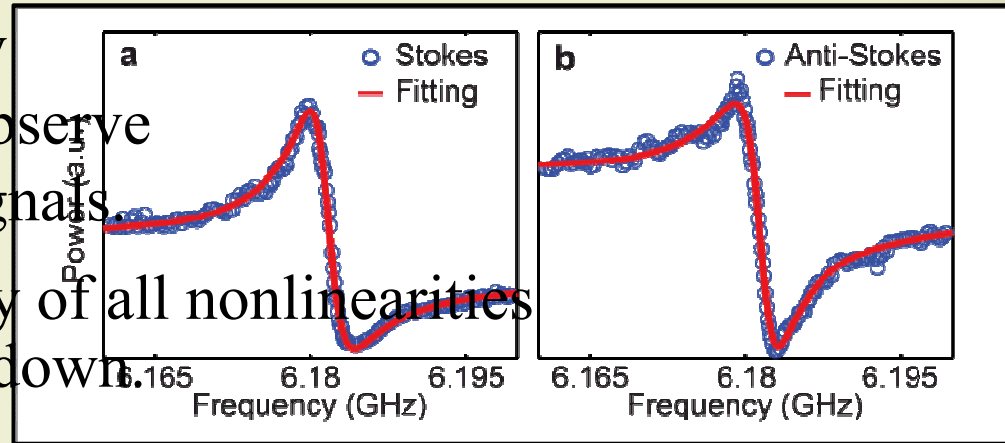 y
bserve
gnals.
y of all nonlinearities
down.
a
Stokes
Fitting
Power (a.u.)
6.165 6.18 6.195
Frequency (GHz)
b
Anti-Stokes
Fitting
6.165 6.18 6.195
Frequency (GHz)